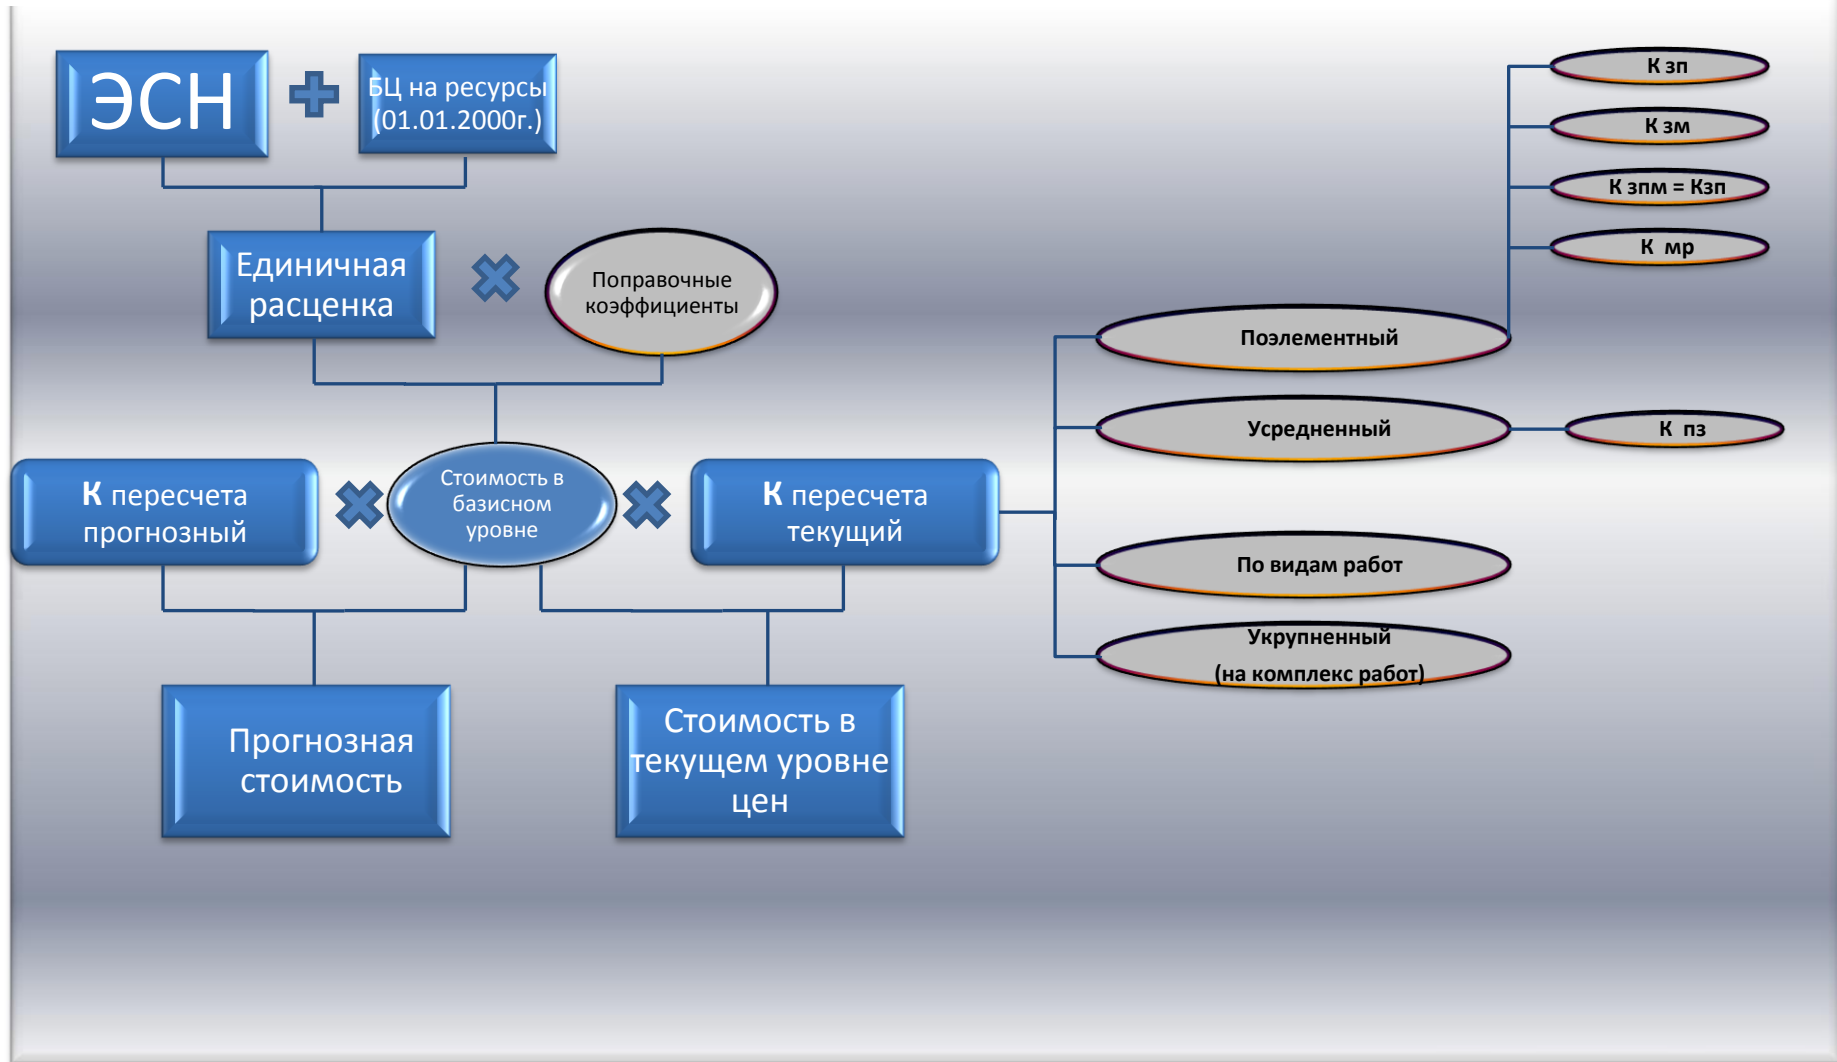 ЭСН
БЦ на ресурсы
(01.01.2000г.)
Единичная
расценка
Поправочные
коэффициенты
К пересчета
прогнозный
Стоимость в
базисном
уровне
К пересчета
текущий
Прогнозная
стоимость
Стоимость в
текущем уровне
цен
Поэлементный
Усредненный
По видам работ
Укрупненный
(на комплекс работ)
К зп
К зм
К зпм = Кзп
К мр
К пз